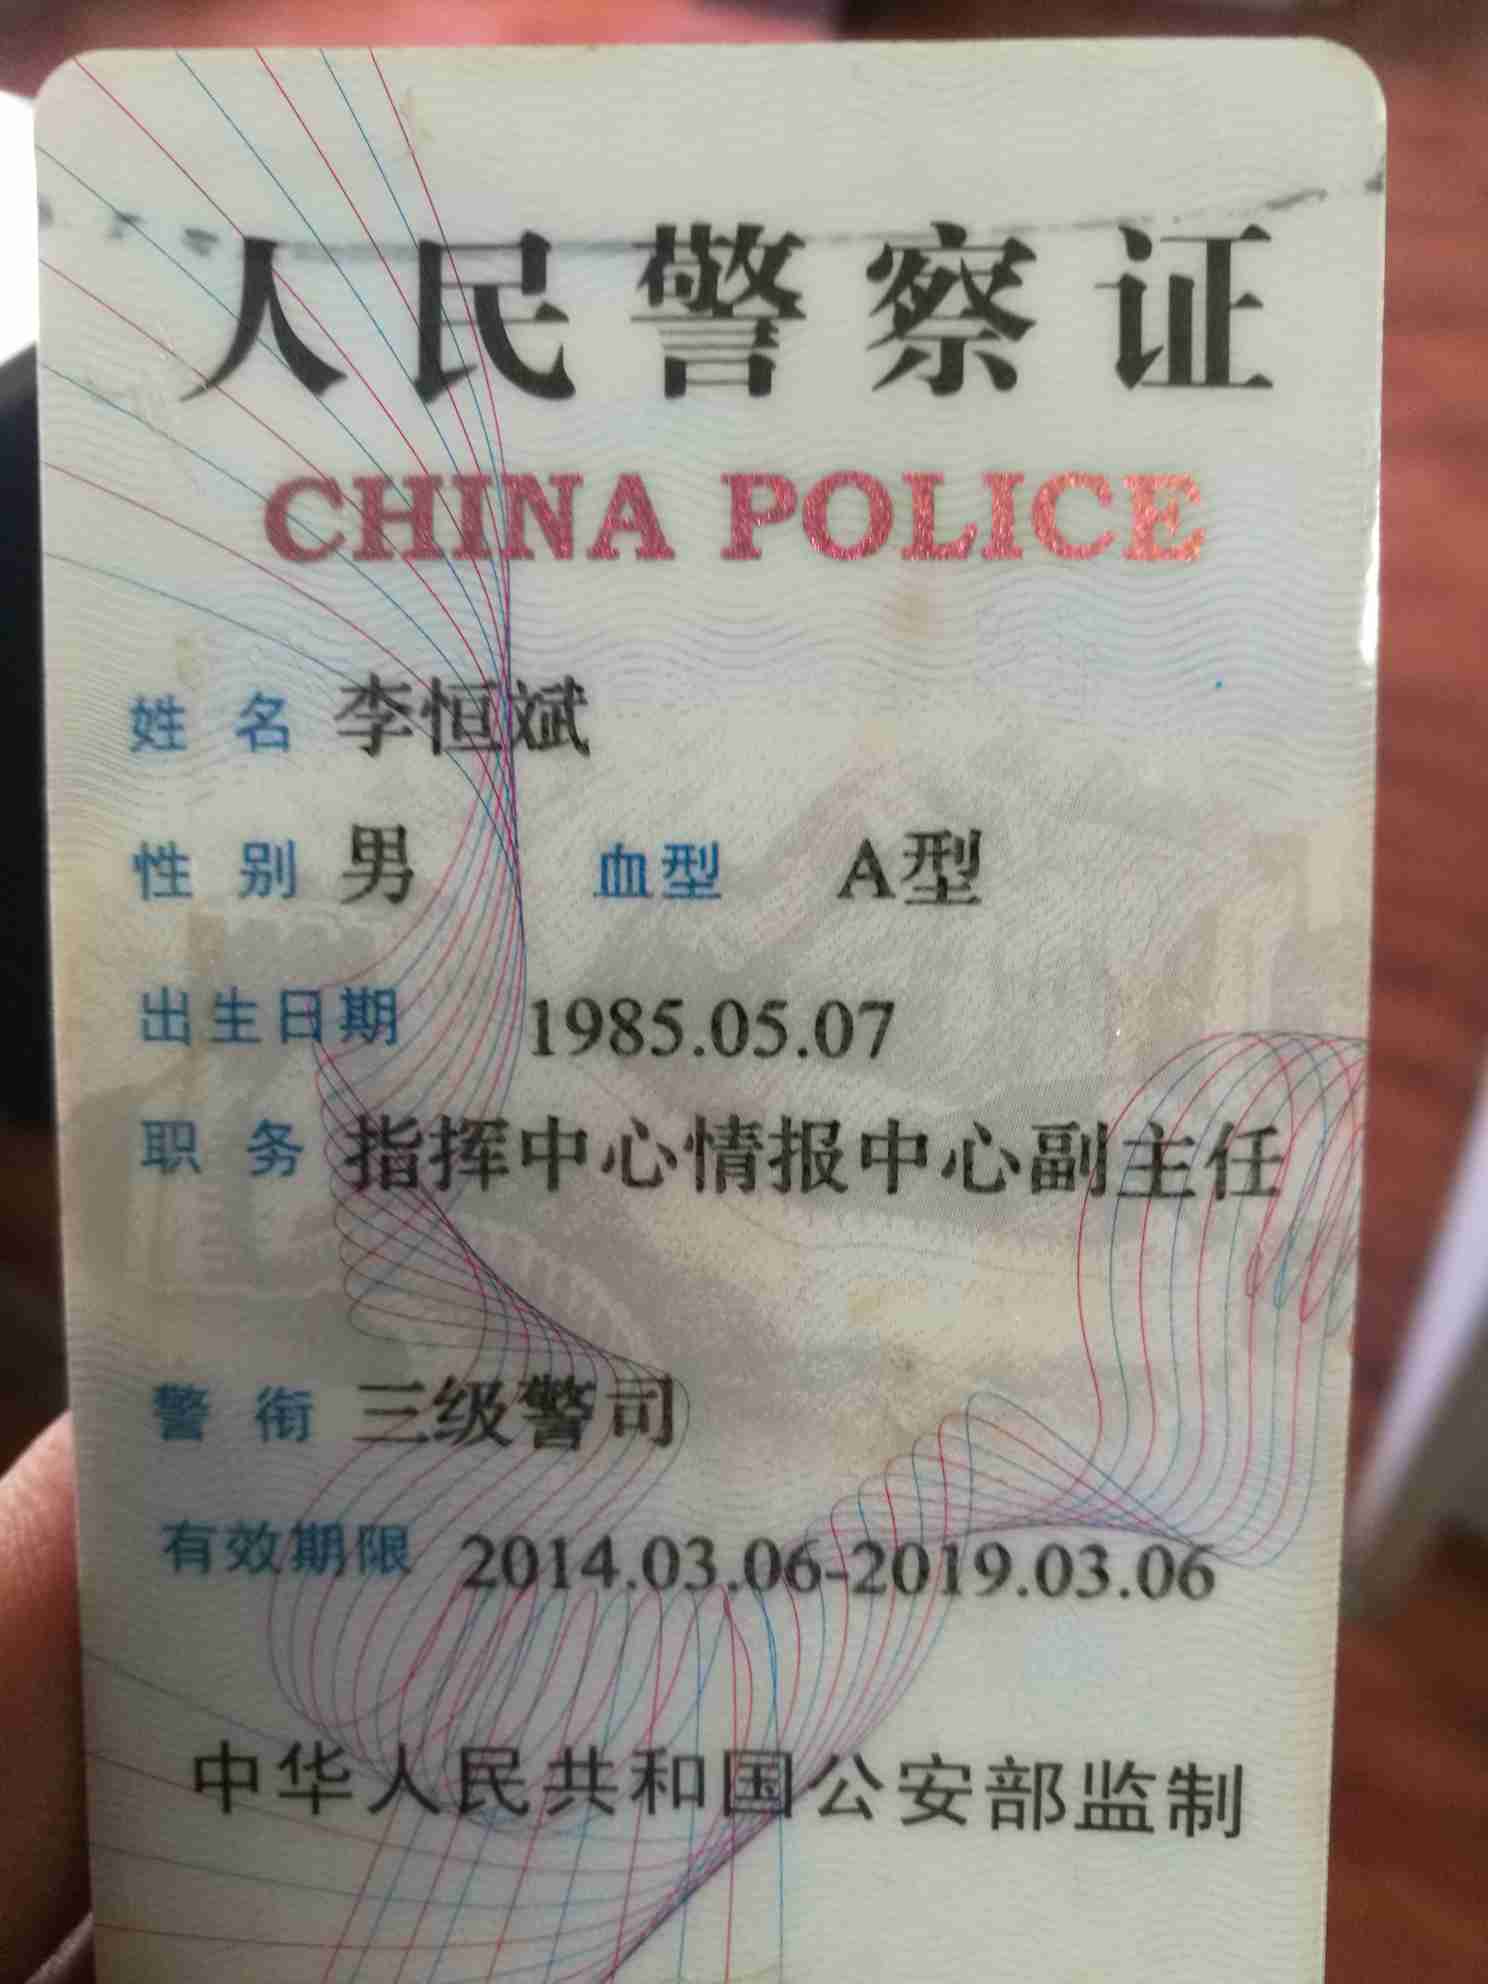 人民警察证
CHINA POLICE
姓名 李恒斌
性别 男 血型 A型
出生日期 1985.05.07
职务 指挥中心情报中心副主任
警衔 三级警司
有效期限 2014.03.06-2019.03.06
中华人民共和国公安部监制